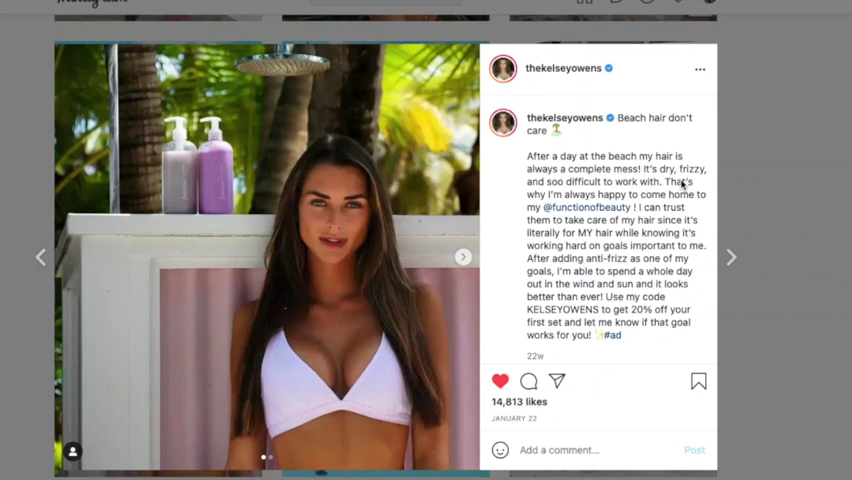 thekelseyowens
thekelseyowens Beach hair don't
care 🏝️
After a day at the beach my hair is
always a complete mess! It's dry, frizzy,
and soo difficult to work with. That's
why I'm always happy to come home to
my @functionofbeauty ! I can trust
them to take care of my hair since it's
literally for MY hair while knowing it's
working hard on goals important to me.
After adding anti-frizz as one of my
goals, I'm able to spend a whole day
out in the wind and sun and it looks
better than ever! Use my code
KELSEYOWENS to get 20% off your
first set and let me know if that goal
works for you! ✨#ad
22w
14,813 likes
JANUARY 22
Add a comment... Post